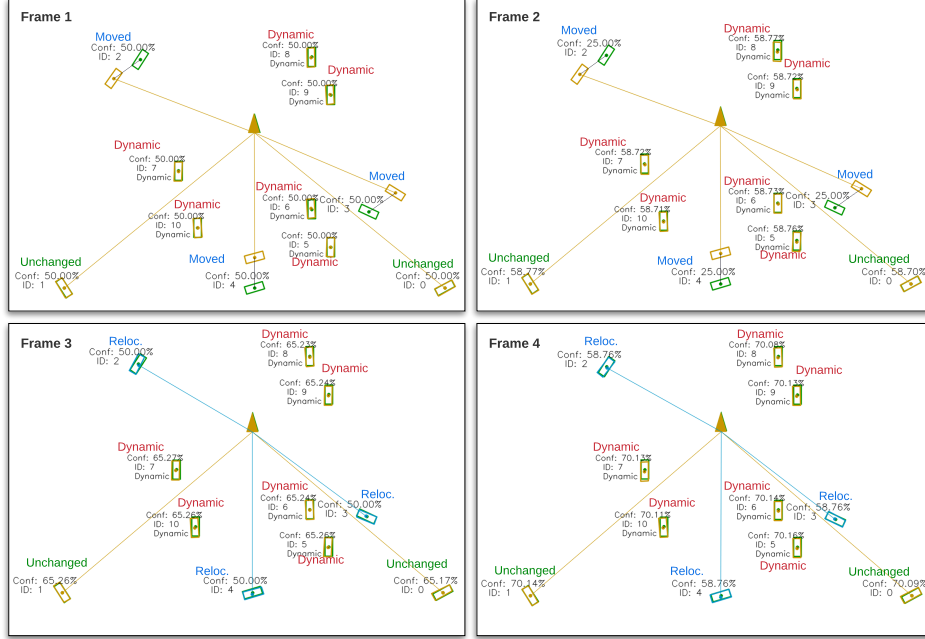 Frame 1
Moved
Conf: 50.00%
ID: 2
Dynamic
Conf: 50.00%
ID: 8
Dynamic
Dynamic
Conf: 50.00%
ID: 9
Dynamic
Dynamic
Conf: 50.00%
ID: 7
Dynamic
Dynamic
Conf: 50.00%
ID: 10
Dynamic
Dynamic
Conf: 50.00%
ID: 6
Dynamic
Moved
Conf: 50.00%
ID: 3
Conf: 50.00%
ID: 5
Dynamic
Dynamic
Unchanged
Conf: 50.00%
ID: 1
Moved
Conf: 50.00%
ID: 4
Unchanged
Conf: 50.00%
ID: 0
Frame 2
Moved
Conf: 25.00%
ID: 2
Dynamic
Conf: 58.77%
ID: 8
Dynamic
Dynamic
Conf: 58.72%
ID: 9
Dynamic
Dynamic
Conf: 58.72%
ID: 7
Dynamic
Dynamic
Conf: 58.71%
ID: 10
Dynamic
Dynamic
Conf: 58.73%
ID: 6
Dynamic
Moved
Conf: 25.00%
ID: 3
Conf: 58.76%
ID: 5
Dynamic
Dynamic
Unchanged
Conf: 58.77%
ID: 1
Moved
Conf: 25.00%
ID: 4
Unchanged
Conf: 58.70%
ID: 0
Frame 3
Reloc.
Conf: 50.00%
ID: 2
Dynamic
Conf: 65.23%
ID: 8
Dynamic
Dynamic
Conf: 65.24%
ID: 9
Dynamic
Dynamic
Conf: 65.27%
ID: 7
Dynamic
Dynamic
Conf: 65.26%
ID: 10
Dynamic
Dynamic
Conf: 65.24%
ID: 6
Dynamic
Reloc.
Conf: 50.00%
ID: 3
Conf: 65.26%
ID: 5
Dynamic
Dynamic
Unchanged
Conf: 65.26%
ID: 1
Reloc.
Conf: 50.00%
ID: 4
Unchanged
Conf: 65.17%
ID: 0
Frame 4
Reloc.
Conf: 58.76%
ID: 2
Dynamic
Conf: 70.08%
ID: 8
Dynamic
Dynamic
Conf: 70.13%
ID: 9
Dynamic
Dynamic
Conf: 70.13%
ID: 7
Dynamic
Dynamic
Conf: 70.11%
ID: 10
Dynamic
Dynamic
Conf: 70.14%
ID: 6
Dynamic
Reloc.
Conf: 58.76%
ID: 3
Conf: 70.16%
ID: 5
Dynamic
Dynamic
Unchanged
Conf: 70.14%
ID: 1
Reloc.
Conf: 58.76%
ID: 4
Unchanged
Conf: 70.09%
ID: 0